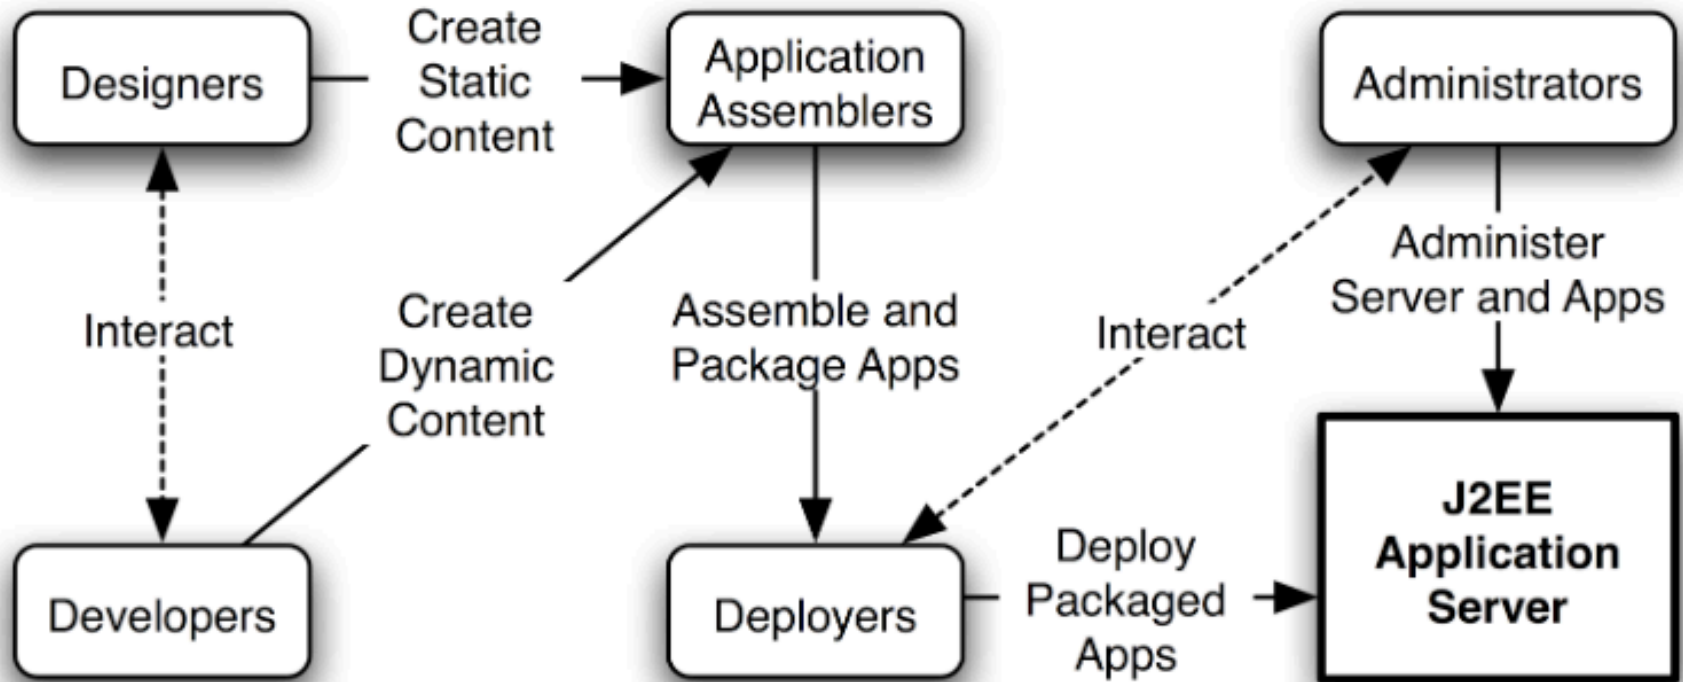 Designers
Create
Static
Content
Application
Assemblers
Administrators
Interact
Create
Dynamic
Content
Assemble and
Package Apps
Interact
Administer
Server and Apps
Developers
Deployers
Deploy
Packaged
Apps
J2EE
Application
Server